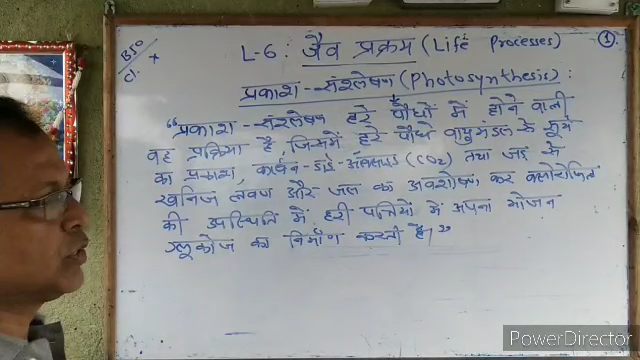 BSO
Cl. +
L-6 : जैव प्रक्रम (Life Processes)
1
प्रकाश-संश्लेषण (Photosynthesis) :
"प्रकाश-संश्लेषण हरे पौधों में होने वाली
वह प्रक्रिया है, जिसमें हरे पौधे वायुमंडल के सूर्य
का प्रकाश, कार्बन-डाई-ऑक्साइड (CO₂) तथा जड़ से
खनिज लवण और जल का अवशोषण कर क्लोरोफिल
की उपस्थिति में हरी पत्तियों में अपना भोजन
ग्लूकोज का निर्माण करती है।"
PowerDirector